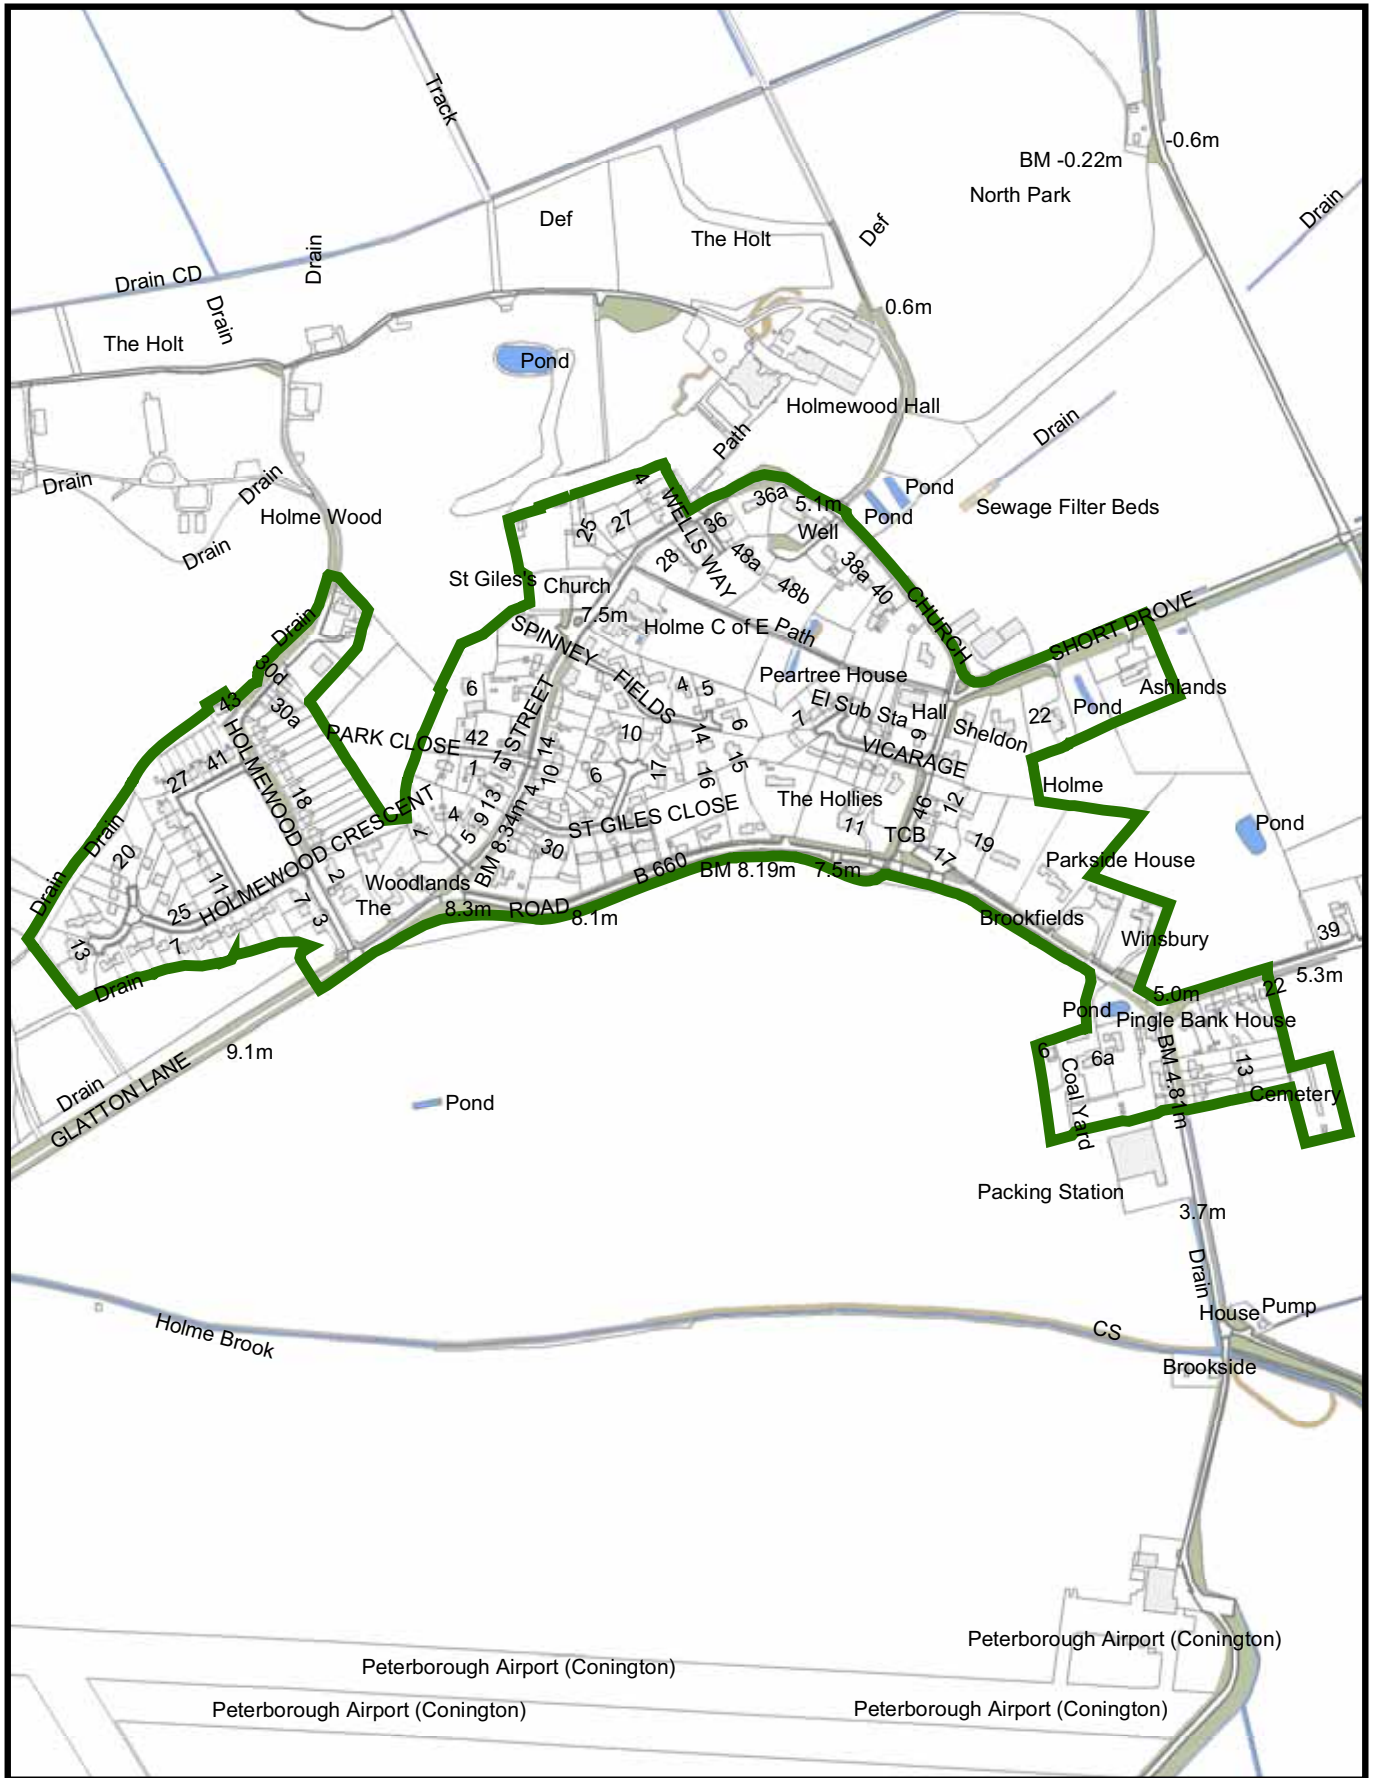 Track
-0.6m
BM -0.22m
North Park
Drain
Def
Def
The Holt
Drain
Drain CD
Drain
0.6m
The Holt
Pond
Holmewood Hall
Drain
Path
Drain
Drain
Pond
Pond
Sewage Filter Beds
Holme Wood
Drain
4
WELLS WAY
36a
5.1m
Well
36
25
27
28
48a
48b
38a
40
St Giles's
Church
7.5m
CHURCH
SHORT DROVE
Holme C of E
Path
SPINNEY
FIELDS
Drain
30d
43
30a
Peartree House
Ashlands
6
4
5
6
El Sub Sta
Hall
7
9
Sheldon
22
Pond
STREET
HOLMEWOOD
PARK CLOSE
42
1a
1
14
10
14
15
VICARAGE
41
27
18
6
17
16
10
Holme
The Hollies
46
12
13
9
5
4
4
BM 8.34m
ST GILES CLOSE
11
TCB
Pond
Drain
20
HOLMEWOOD CRESCENT
1
30
17
19
Parkside House
Drain
11
2
Woodlands
B 660
BM 8.19m
7.5m
25
7
3
The
8.3m
ROAD
8.1m
Brookfields
Winsbury
39
13
7
Drain
5.0m
22
5.3m
Pond
Pingle Bank House
9.1m
6
6a
BM 4.81m
13
Coal Yard
Cemetery
Drain
GLATTON LANE
Pond
Packing Station
3.7m
Drain
House
Pump
Holme Brook
CS
Brookside
Peterborough Airport (Conington)
Peterborough Airport (Conington)
Peterborough Airport (Conington)
Peterborough Airport (Conington)